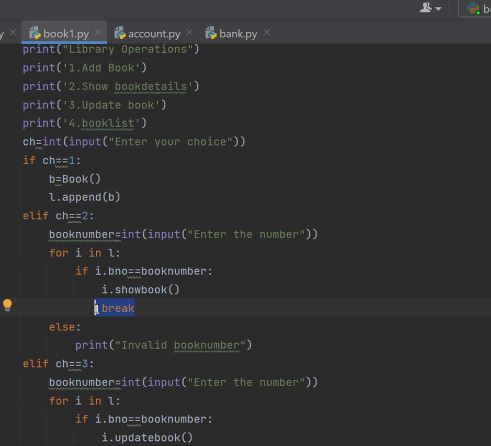 y
book1.py
account.py
bank.py
print("Library Operations")
print('1.Add Book')
print('2.Show bookdetails')
print('3.Update book')
print('4.booklist')
ch=int(input("Enter your choice"))
if ch==1:
b=Book()
l.append(b)
elif ch==2:
booknumber=int(input("Enter the number"))
for i in l:
if i.bno==booknumber:
i.showbook()
break
else:
print("Invalid booknumber")
elif ch==3:
booknumber=int(input("Enter the number"))
for i in l:
if i.bno==booknumber:
i.updatebook()